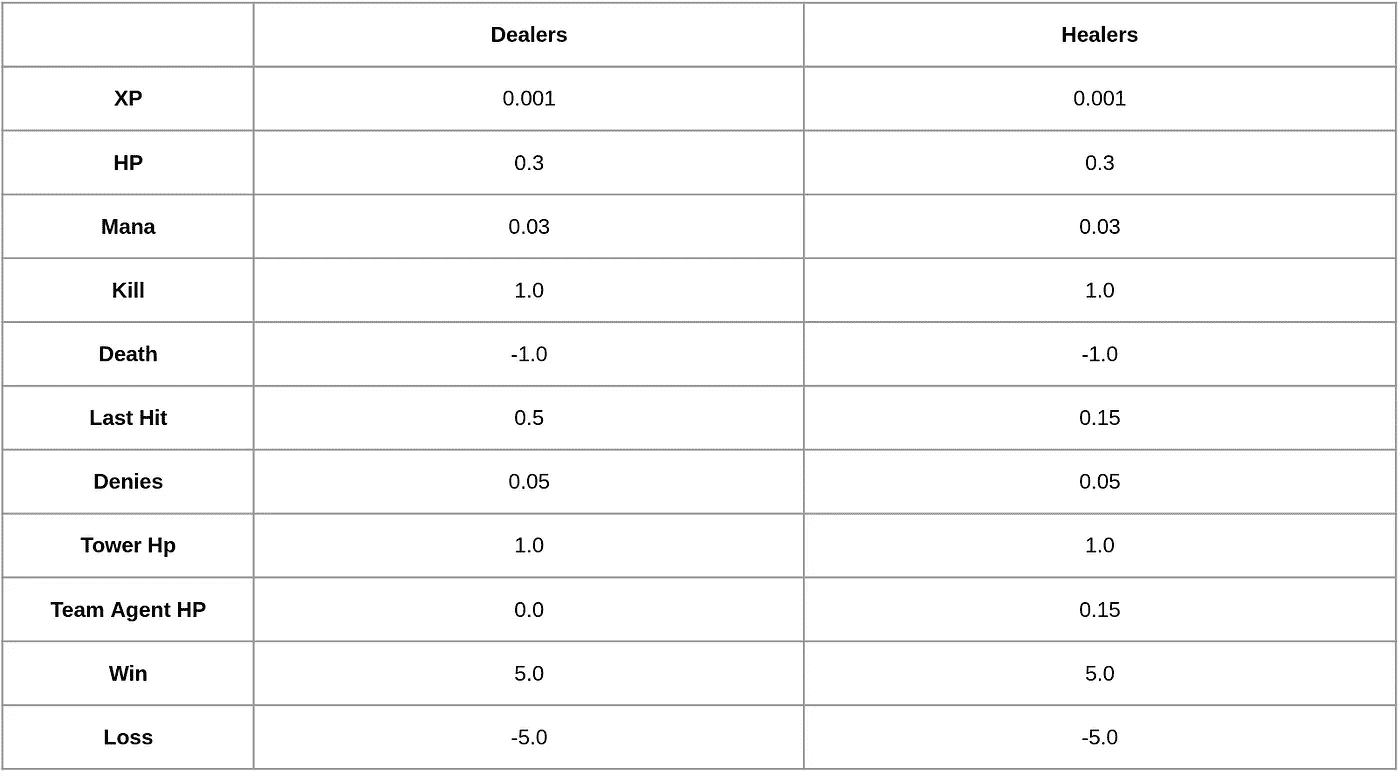 Dealers Healers
XP 0.001 0.001
HP 0.3 0.3
Mana 0.03 0.03
Kill 1.0 1.0
Death -1.0 -1.0
Last Hit 0.5 0.15
Denies 0.05 0.05
Tower Hp 1.0 1.0
Team Agent HP 0.0 0.15
Win 5.0 5.0
Loss -5.0 -5.0